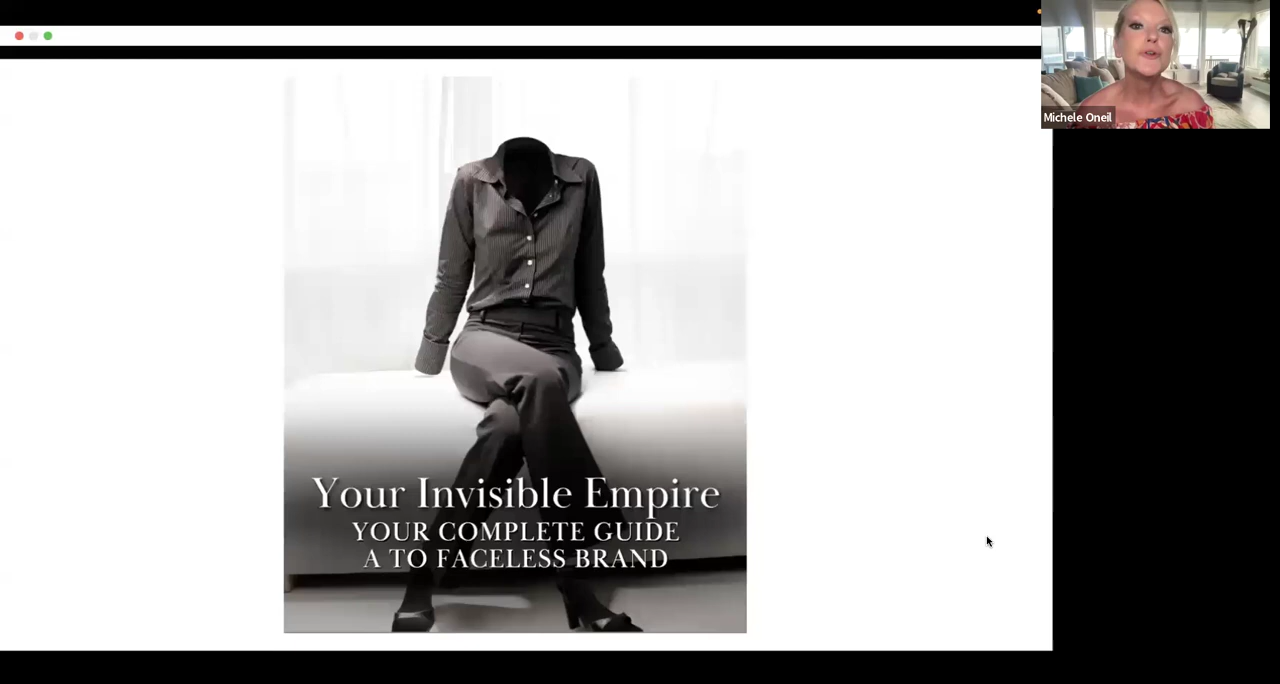 Michele Oneil
Your Invisible Empire
YOUR COMPLETE GUIDE
A TO FACELESS BRAND